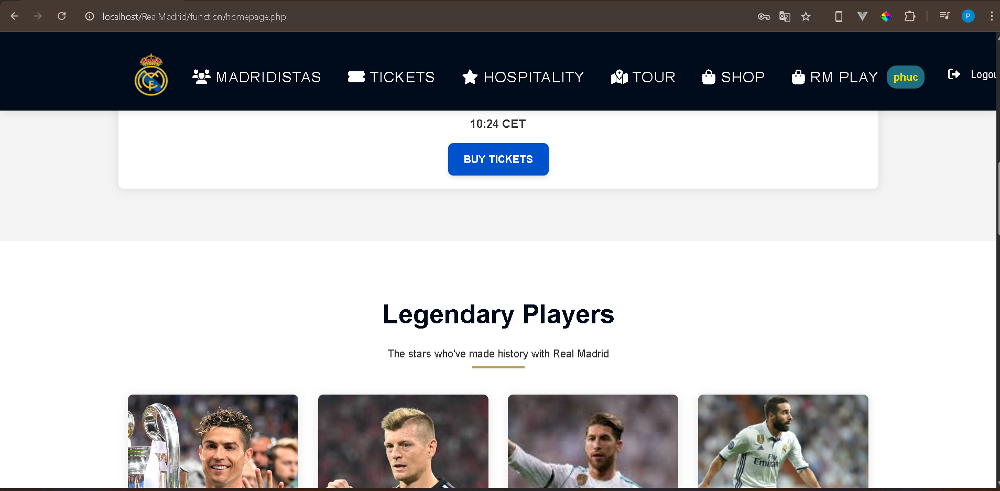 localhost/RealMadrid/function/homepage.php
P
MADRIDISTAS TICKETS HOSPITALITY TOUR SHOP RM PLAY phuc Logou
10:24 CET
BUY TICKETS
Legendary Players
The stars who've made history with Real Madrid
Fly
Emirates